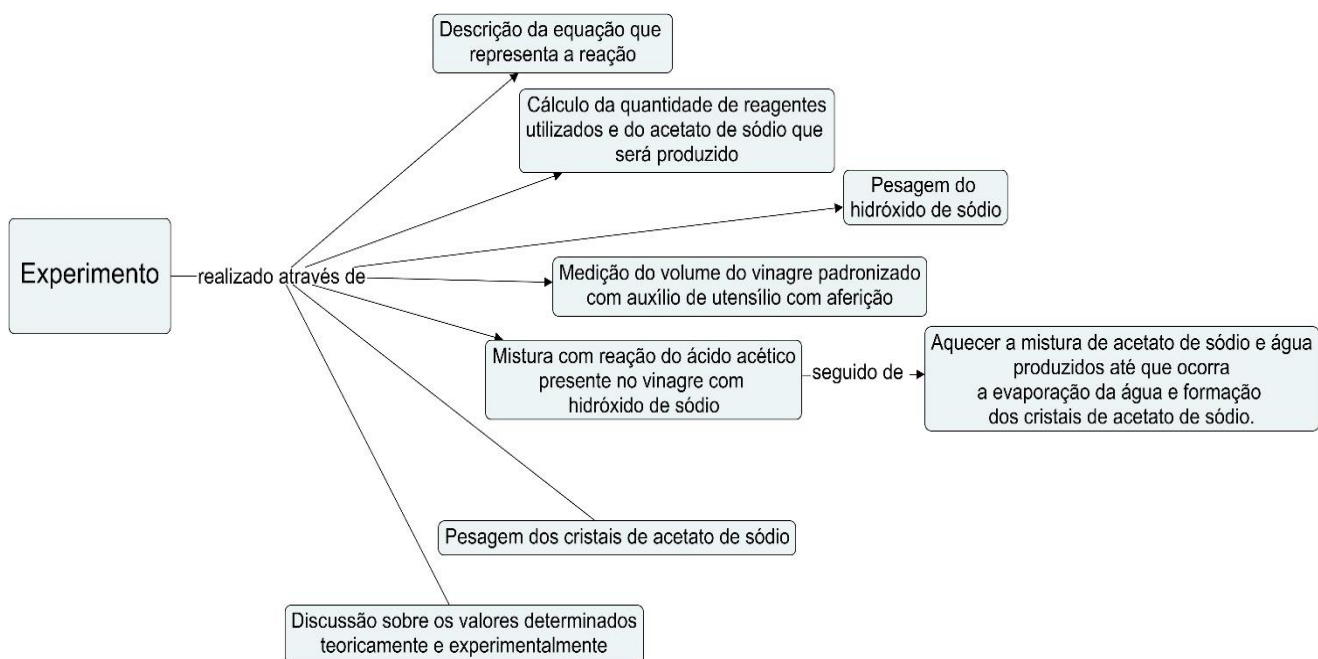 Descrição da equação que
representa a reação
Cálculo da quantidade de reagentes
utilizados e do acetato de sódio que
será produzido
Pesagem do
hidróxido de sódio
Experimento
realizado através de
Medição do volume do vinagre padronizado
com auxílio de utensílio com aferição
Mistura com reação do ácido acético
presente no vinagre com
hidróxido de sódio
seguido de
Aquecer a mistura de acetato de sódio e água
produzidos até que ocorra
a evaporação da água e formação
dos cristais de acetato de sódio.
Pesagem dos cristais de acetato de sódio
Discussão sobre os valores determinados
teoricamente e experimentalmente